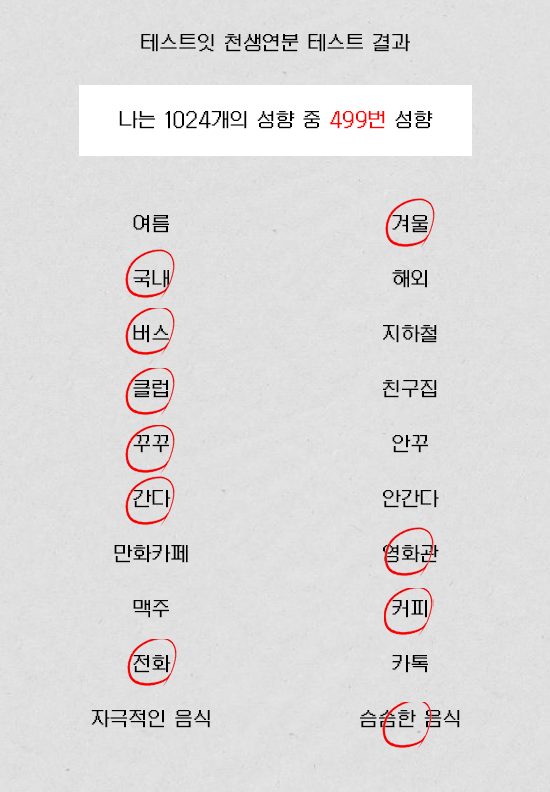 테스트잇 천생연분 테스트 결과
나는 1024개의 성향 중 499번 성향
여름 겨울
국내 해외
버스 지하철
클럽 친구집
꾸꾸 안꾸
간다 안간다
만화카페 영화관
맥주 커피
전화 카톡
자극적인 음식 슴슴한 음식